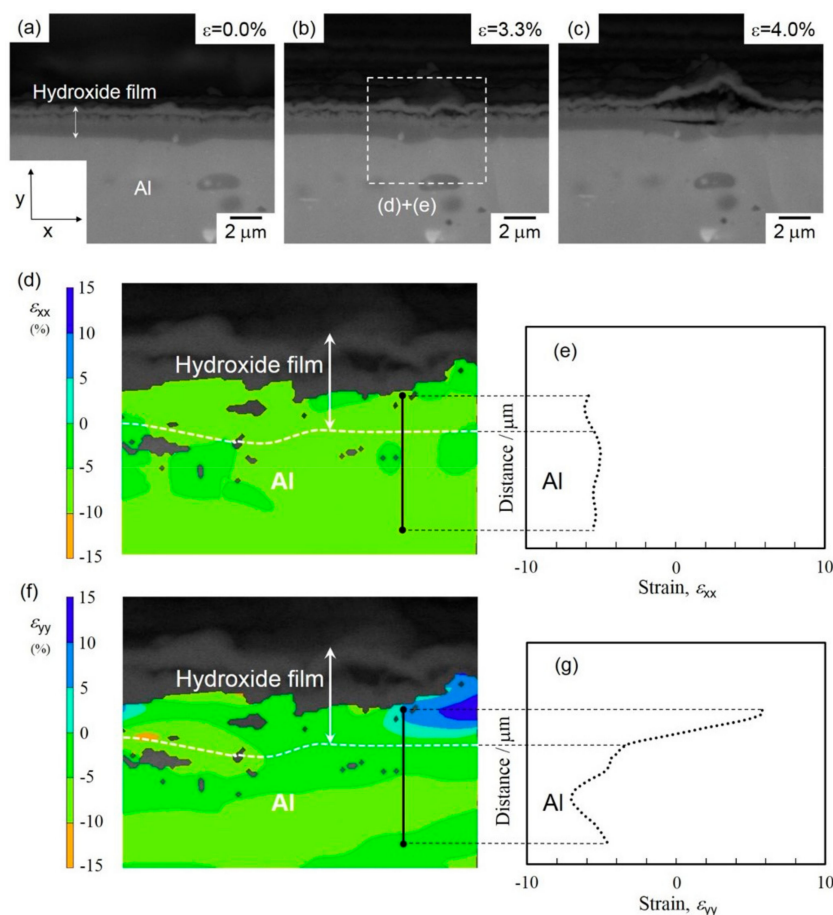 (a) ε=0.0% (b) ε=3.3% (c) ε=4.0%
Hydroxide film
Al
y
x
(d)+(e)
2 μm 2 μm 2 μm
(d)
εxx
(%)
15
10
5
0
-5
-10
-15
Hydroxide film
Al
(e)
Distance / μm
Al
-10 0 10
Strain, εxx
(f)
εyy
(%)
15
10
5
0
-5
-10
-15
Hydroxide film
Al
(g)
Distance / μm
Al
-10 0 10
Strain, εyy